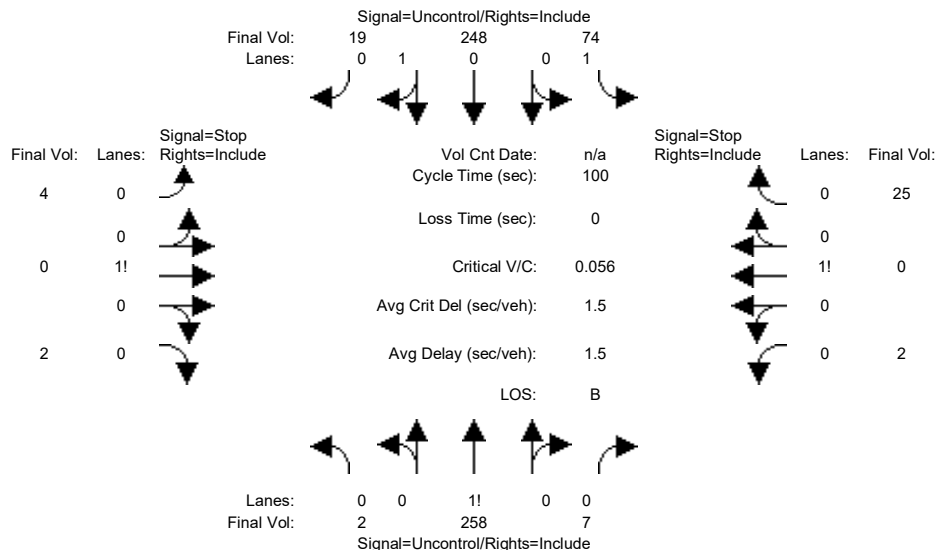 Signal=Uncontrol/Rights=Include
Final Vol: 19 248 74
Lanes: 0 1 0 0 1
Signal=Stop
Final Vol: Lanes: Rights=Include
Vol Cnt Date: n/a
Signal=Stop
Rights=Include Lanes: Final Vol:
Cycle Time (sec): 100
4 0
0 25
Loss Time (sec): 0
0
0
0 1!
Critical V/C: 0.056
1! 0
0
Avg Crit Del (sec/veh): 1.5
0
2 0
Avg Delay (sec/veh): 1.5
0 2
LOS: B
Lanes: 0 0 1! 0 0
Final Vol: 2 258 7
Signal=Uncontrol/Rights=Include